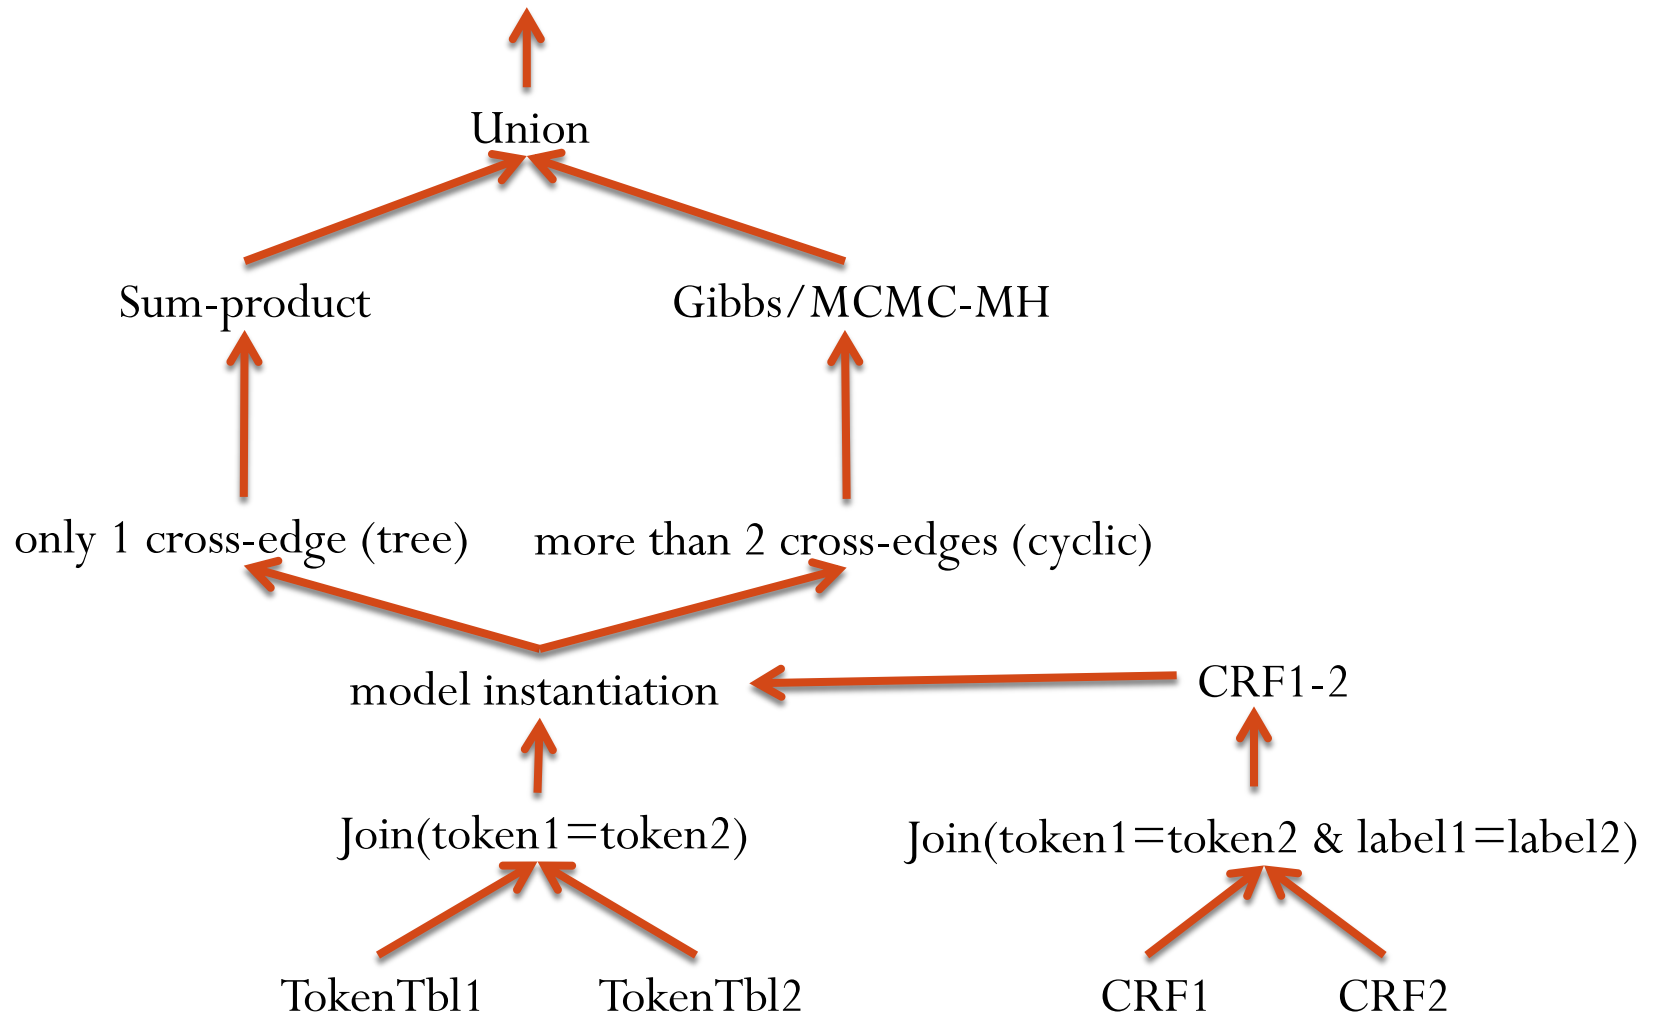 Union
Sum-product
Gibbs/MCMC-MH
only 1 cross-edge (tree)
more than 2 cross-edges (cyclic)
model instantiation
CRF1-2
Join(token1=token2)
Join(token1=token2 & label1=label2)
TokenTbl1
TokenTbl2
CRF1
CRF2